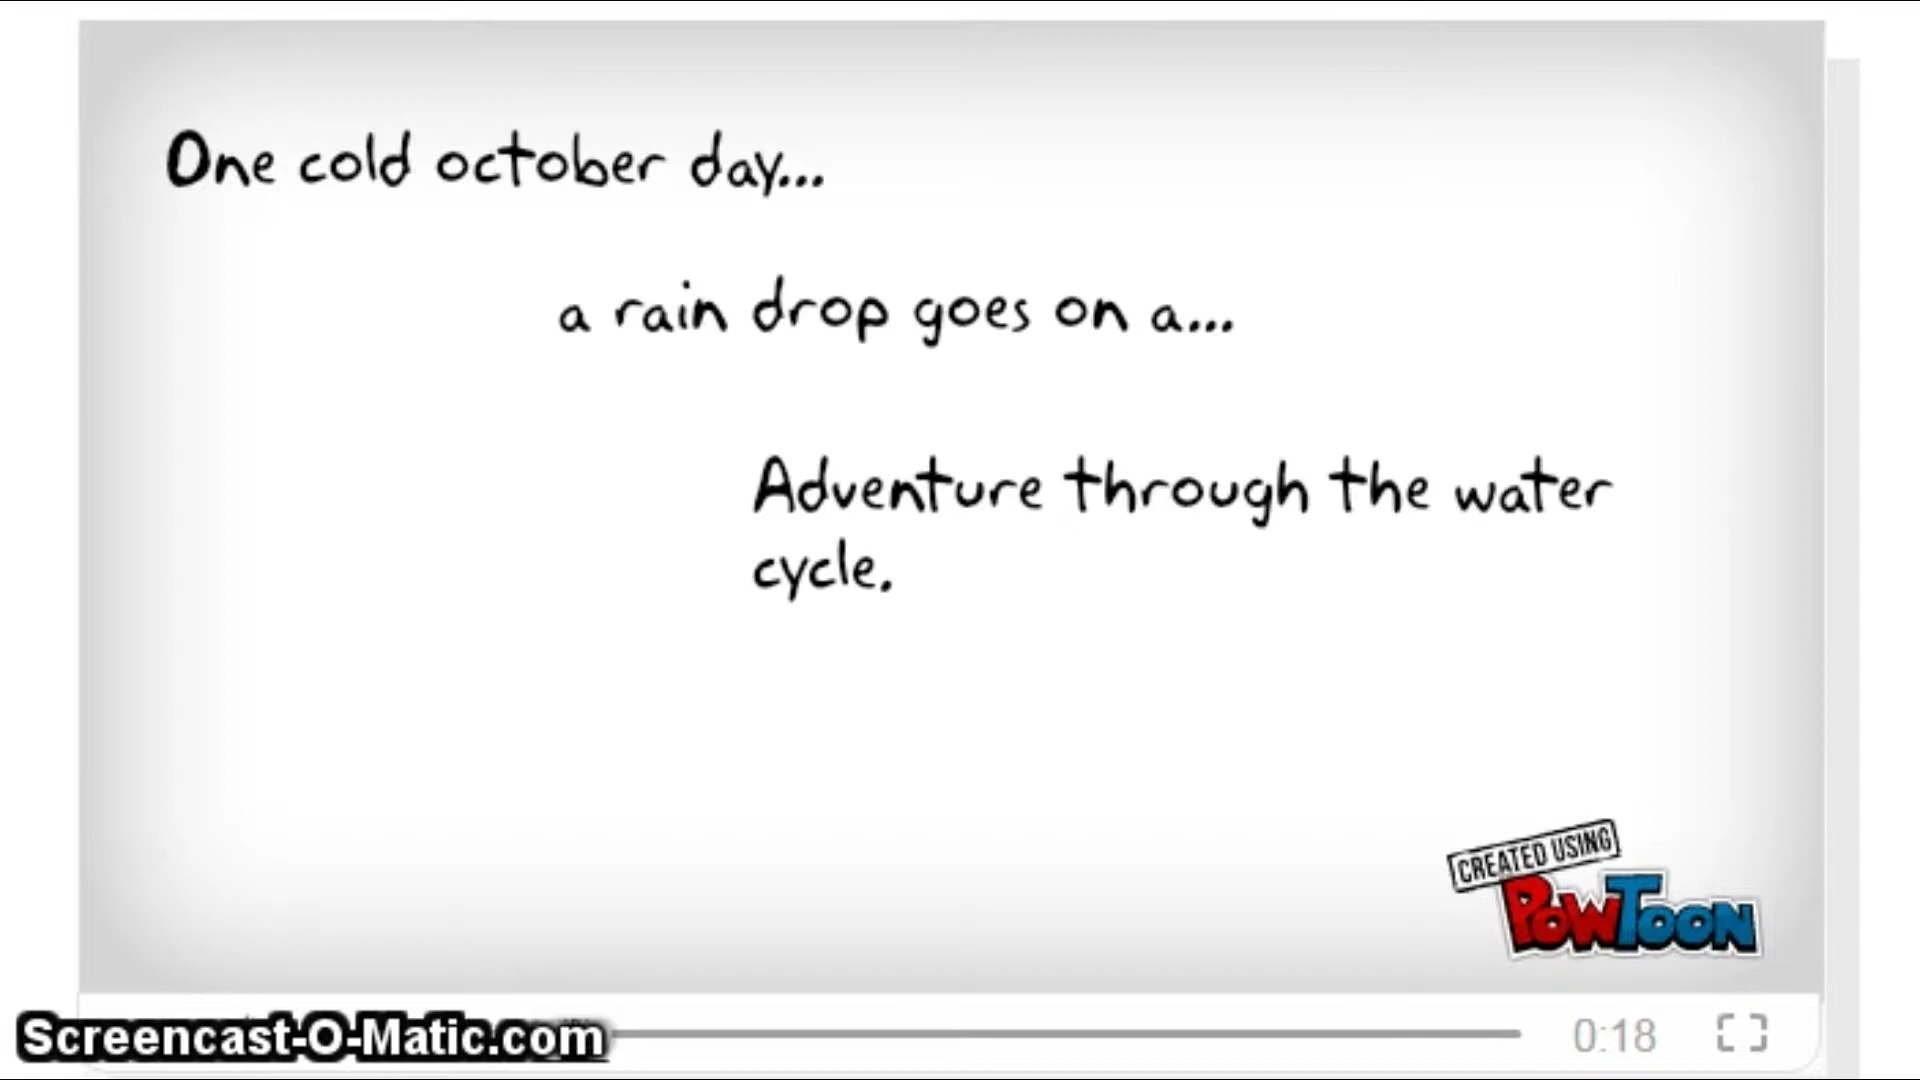 One cold october day...
a rain drop goes on a...
Adventure through the water
cycle.
CREATED USING
POWTOON
Screencast-O-Matic.com
0:18